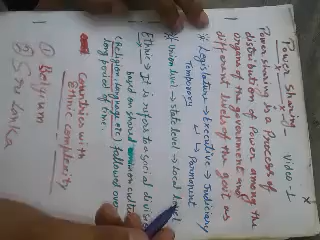 Power Sharing
Video-1
Power sharing is a Process of
distribution of Power among the
organs of the government and
different levels of the govt as
Legislature → Executive → Judiciary
Temporary ↳ Permanent
Union level → state level → Local level
Ethnic → It is refers to social division
based on shared culture
(Religion, language etc) followed over
long period of time.
Countries with
Ethnic complexity
① Belgium
② Sri Lanka